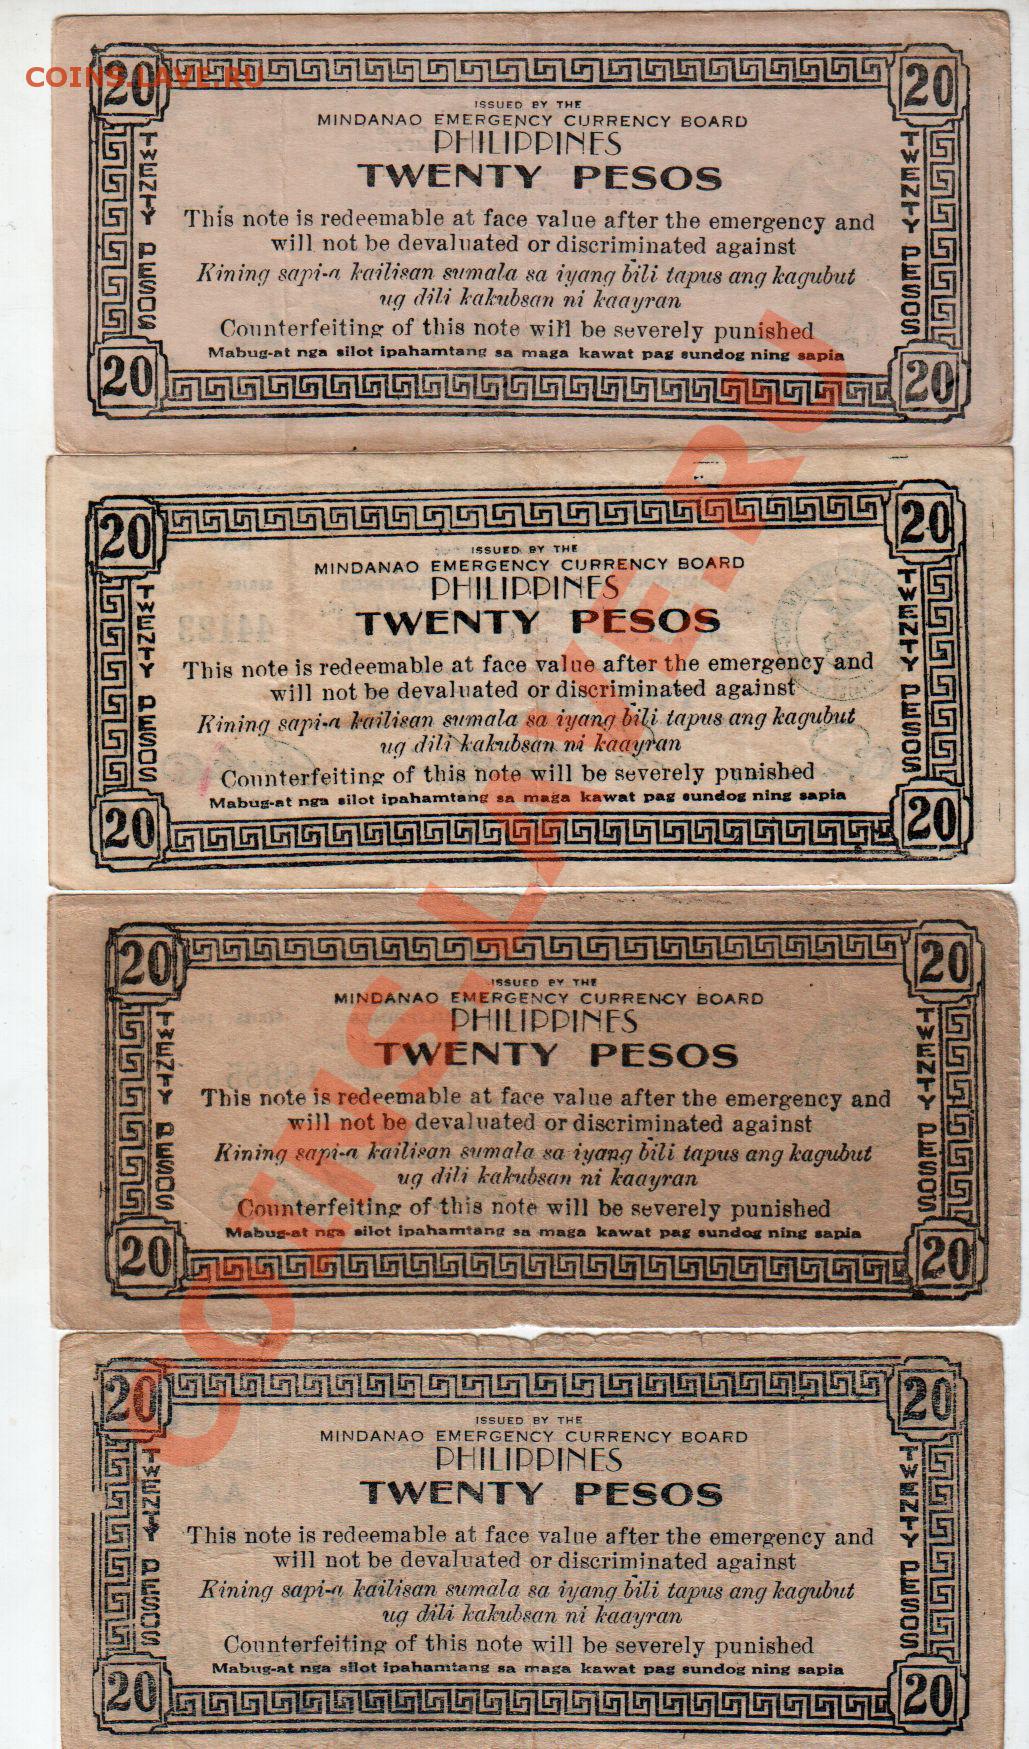 COINS.LAVE.RU
20 20
ISSUED BY THE
MINDANAO EMERGENCY CURRENCY BOARD
PHILIPPINES
TWENTY PESOS
TWENTY PESOS
TWENTY PESOS
This note is redeemable at face value after the emergency and
will not be devaluated or discriminated against
Kining sapi-a kailisan sumala sa iyang bili tapus ang kagubut
ug dili kakubsan ni kaayran
Counterfeiting of this note will be severely punished
Mabug-at nga silot ipahamtang sa maga kawat pag sundog ning sapia
20 20
20 20
ISSUED BY THE
MINDANAO EMERGENCY CURRENCY BOARD
PHILIPPINES
TWENTY PESOS
TWENTY PESOS
TWENTY PESOS
This note is redeemable at face value after the emergency and
will not be devaluated or discriminated against
Kining sapi-a kailisan sumala sa iyang bili tapus ang kagubut
ug dili kakubsan ni kaayran
Counterfeiting of this note will be severely punished
Mabug-at nga silot ipahamtang sa maga kawat pag sundog ning sapia
20 20
20 20
ISSUED BY THE
MINDANAO EMERGENCY CURRENCY BOARD
PHILIPPINES
TWENTY PESOS
TWENTY PESOS
TWENTY PESOS
This note is redeemable at face value after the emergency and
will not be devaluated or discriminated against
Kining sapi-a kailisan sumala sa iyang bili tapus ang kagubut
ug dili kakubsan ni kaayran
Counterfeiting of this note will be severely punished
Mabug-at nga silot ipahamtang sa maga kawat pag sundog ning sapia
20 20
20 20
ISSUED BY THE
MINDANAO EMERGENCY CURRENCY BOARD
PHILIPPINES
TWENTY PESOS
TWENTY PESOS
TWENTY PESOS
This note is redeemable at face value after the emergency and
will not be devaluated or discriminated against
Kining sapi-a kailisan sumala sa iyang bili tapus ang kagubut
ug dili kakubsan ni kaayran
Counterfeiting of this note will be severely punished
Mabug-at nga silot ipahamtang sa maga kawat pag sundog ning sapia
20 20
COINS.LAVE.RU